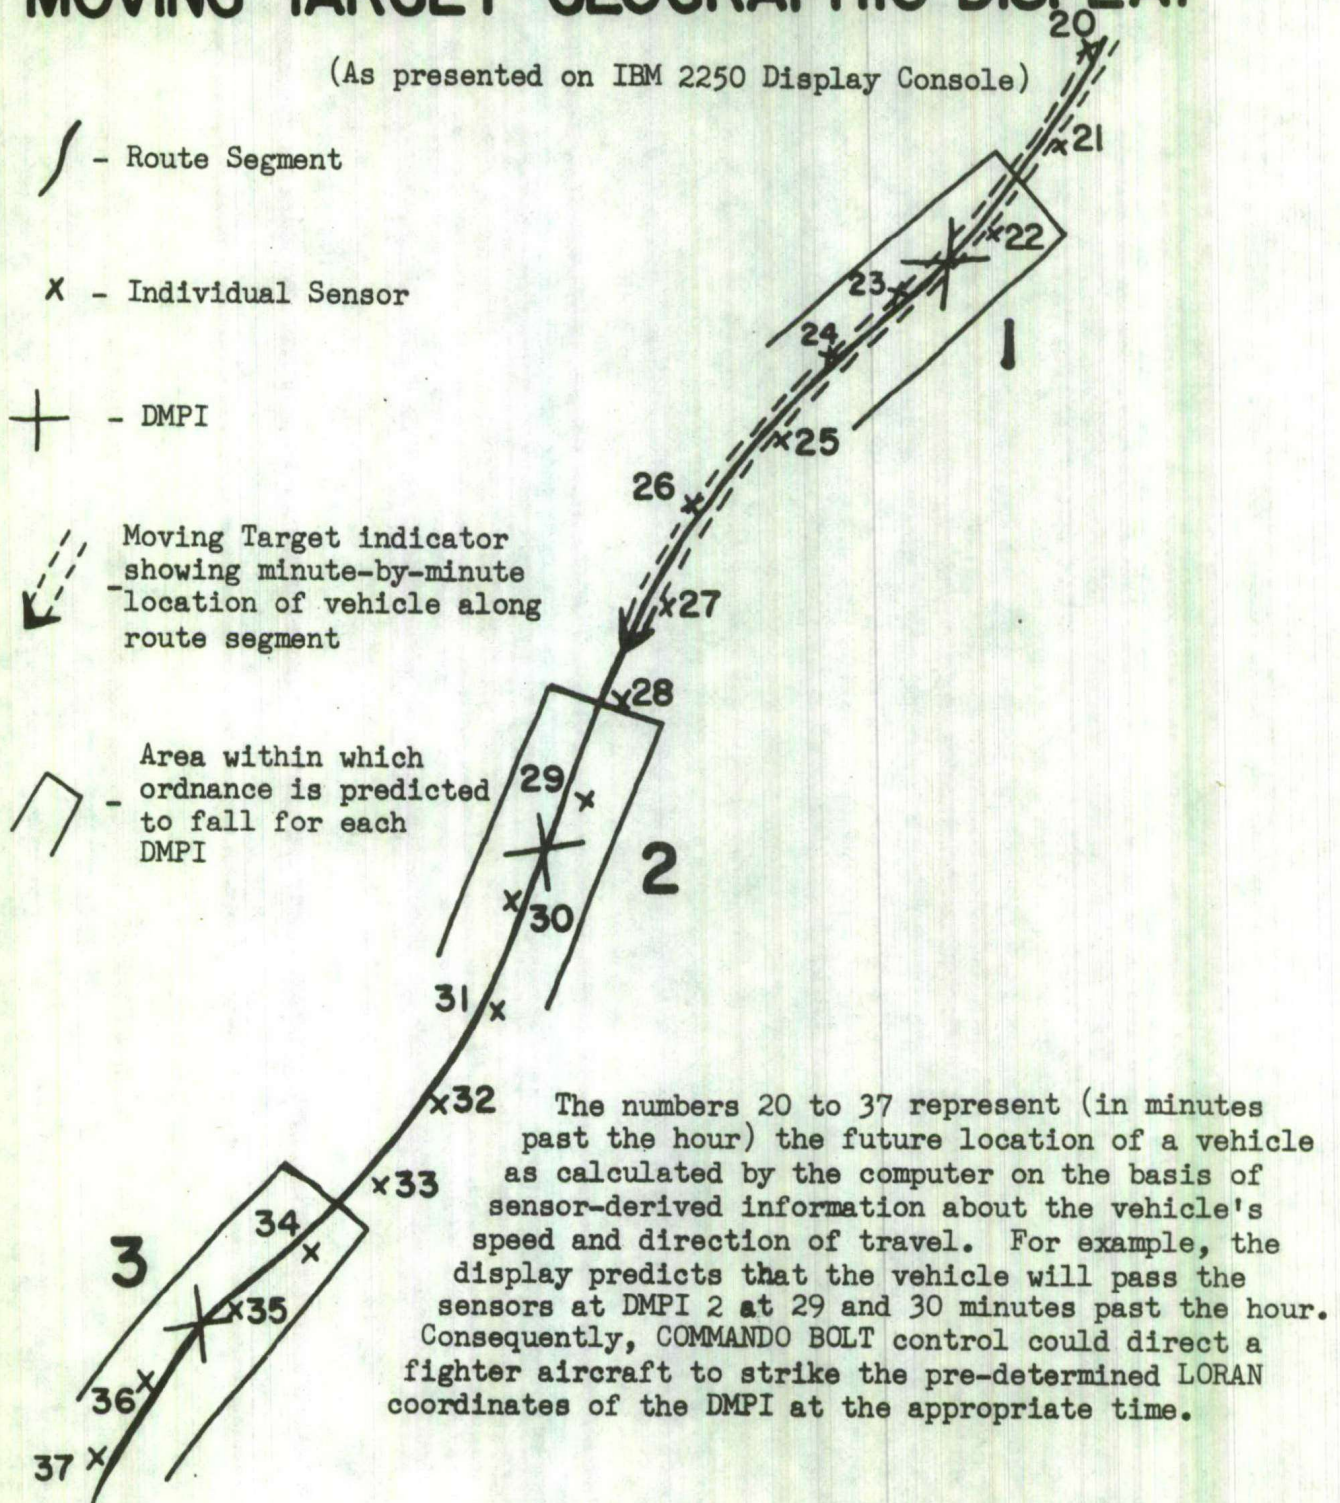 MOVING TARGET GEOGRAPHIC DISPLAY
(As presented on IBM 2250 Display Console)
- Route Segment
x - Individual Sensor
- DMPI
Moving Target indicator
showing minute-by-minute
- location of vehicle along
route segment
Area within which
- ordnance is predicted
to fall for each
DMPI
20
21
22
23
24
1
25
26
27
28
29
2
30
31
32
33
34
3
35
36
37
The numbers 20 to 37 represent (in minutes
past the hour) the future location of a vehicle
as calculated by the computer on the basis of
sensor-derived information about the vehicle's
speed and direction of travel. For example, the
display predicts that the vehicle will pass the
sensors at DMPI 2 at 29 and 30 minutes past the hour.
Consequently, COMMANDO BOLT control could direct a
fighter aircraft to strike the pre-determined LORAN
coordinates of the DMPI at the appropriate time.